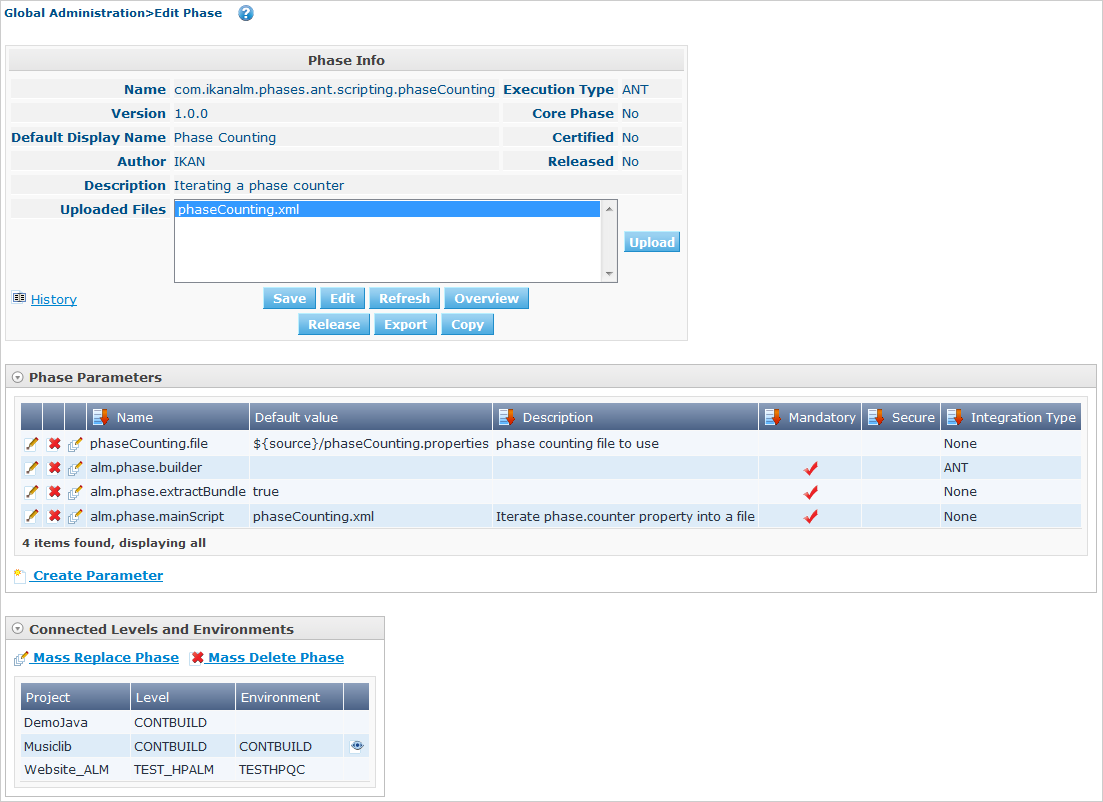 Global Administration>Edit Phase ?
Phase Info
Name com.ikanalm.phases.ant.scripting.phaseCounting Execution Type ANT
Version 1.0.0 Core Phase No
Default Display Name Phase Counting Certified No
Author IKAN Released No
Description Iterating a phase counter
Uploaded Files phaseCounting.xml
Upload
History Save Edit Refresh Overview
Release Export Copy
Phase Parameters
Name Default value Description Mandatory Secure Integration Type
phaseCounting.file ${source}/phaseCounting.properties phase counting file to use None
alm.phase.builder ANT
alm.phase.extractBundle true None
alm.phase.mainScript phaseCounting.xml Iterate phase.counter property into a file None
4 items found, displaying all
Create Parameter
Connected Levels and Environments
Mass Replace Phase Mass Delete Phase
Project Level Environment
DemoJava CONTBUILD
Musiclib CONTBUILD CONTBUILD
Website_ALM TEST_HPALM TESTHPQC